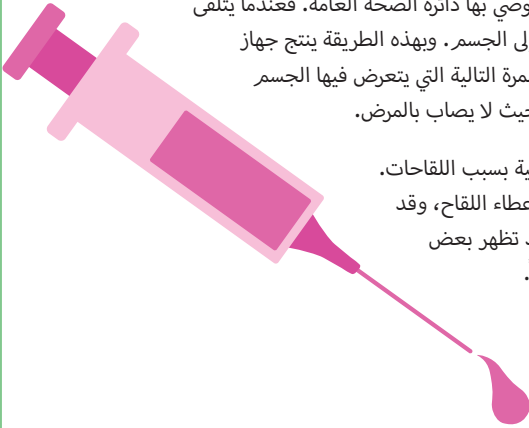 وصي بها دائرة الصحة العامة. فعندما يتلقى
لى الجسم. وبهذه الطريقة ينتج جهاز
مرة التالية التي يتعرض فيها الجسم
حيث لا يصاب بالمرض.
ية بسبب اللقاحات.
عطاء اللقاح، وقد
تظهر بعض
.